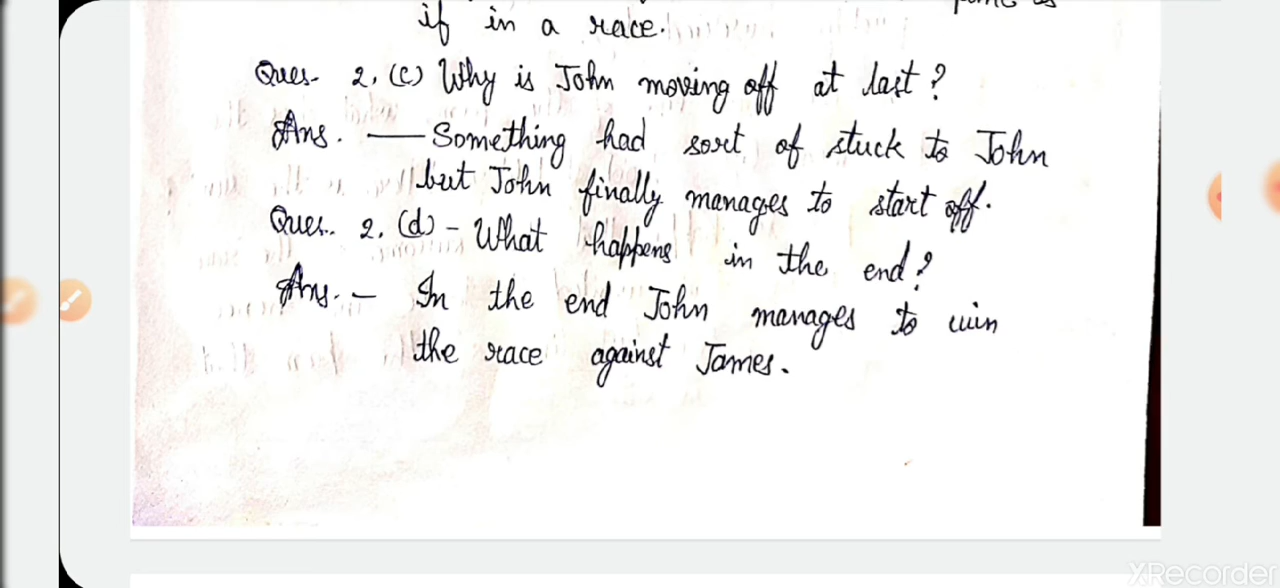 if in a race.
Ques- 2. (c) Why is John moving off at last?
Ans. — Something had sort of stuck to John
but John finally manages to start off.
Ques. 2. (d) - What happens in the end?
Ans. - In the end John manages to win
the race against James.
XRecorder